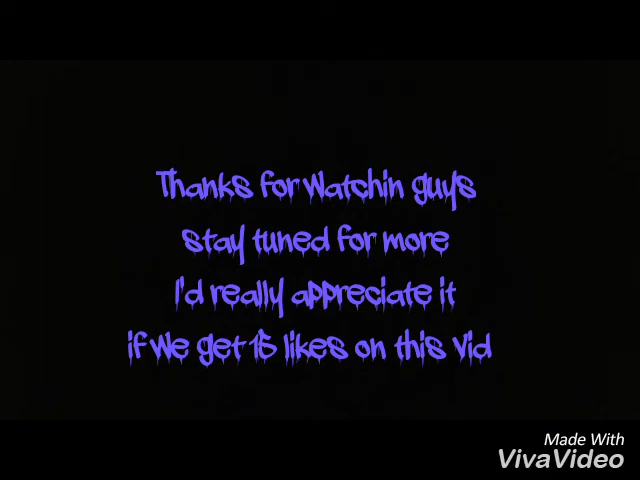 Thanks for watchin guys
stay tuned for more
I'd really appreciate it
if we get 15 likes on this vid
Made With
VivaVideo